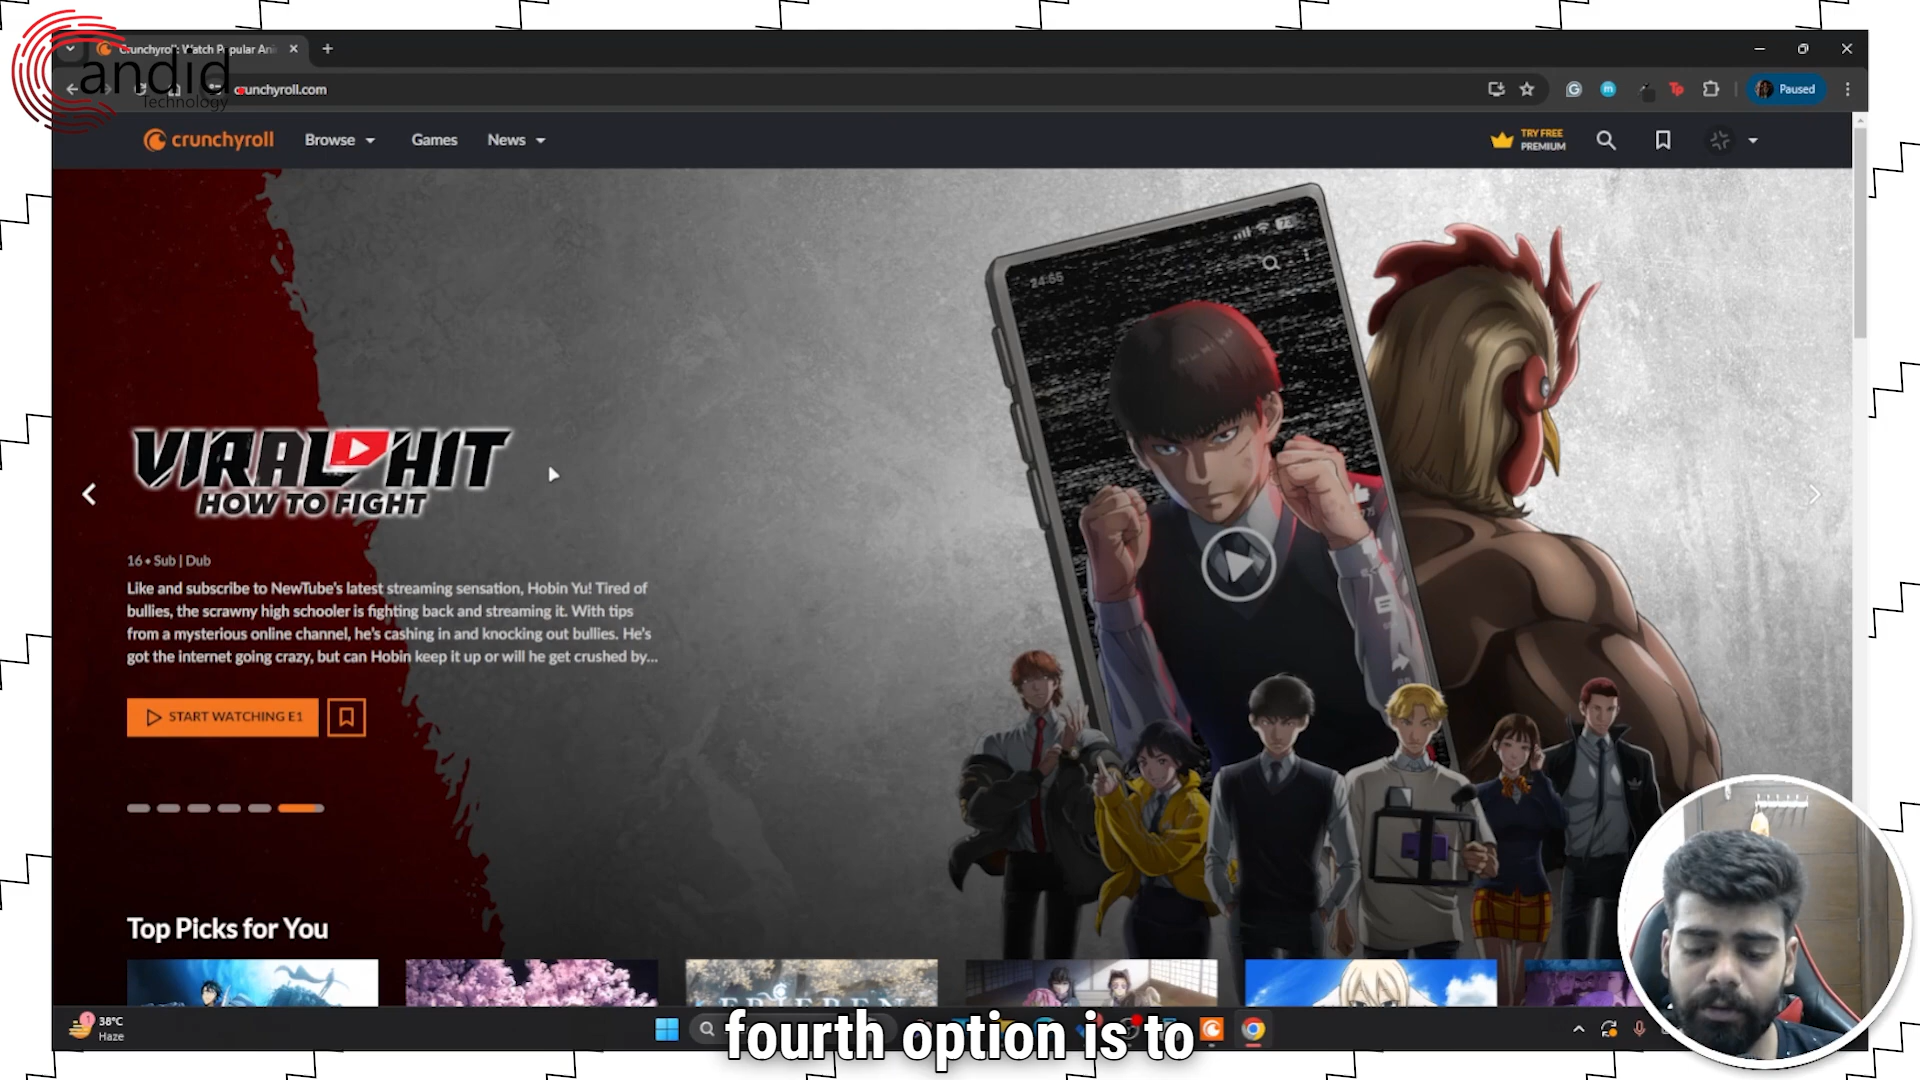 Candid
Technology
Crunchyroll: Watch Popular Ani
crunchyroll.com
Paused
crunchyroll
Browse
Games
News
TRY FREE
PREMIUM
24:55
VIRAL HIT
HOW TO FIGHT
16 • Sub | Dub
Like and subscribe to NewTube's latest streaming sensation, Hobin Yu! Tired of
bullies, the scrawny high schooler is fighting back and streaming it. With tips
from a mysterious online channel, he's cashing in and knocking out bullies. He's
got the internet going crazy, but can Hobin keep it up or will he get crushed by...
START WATCHING E1
Top Picks for You
1
38°C
Haze
fourth option is to